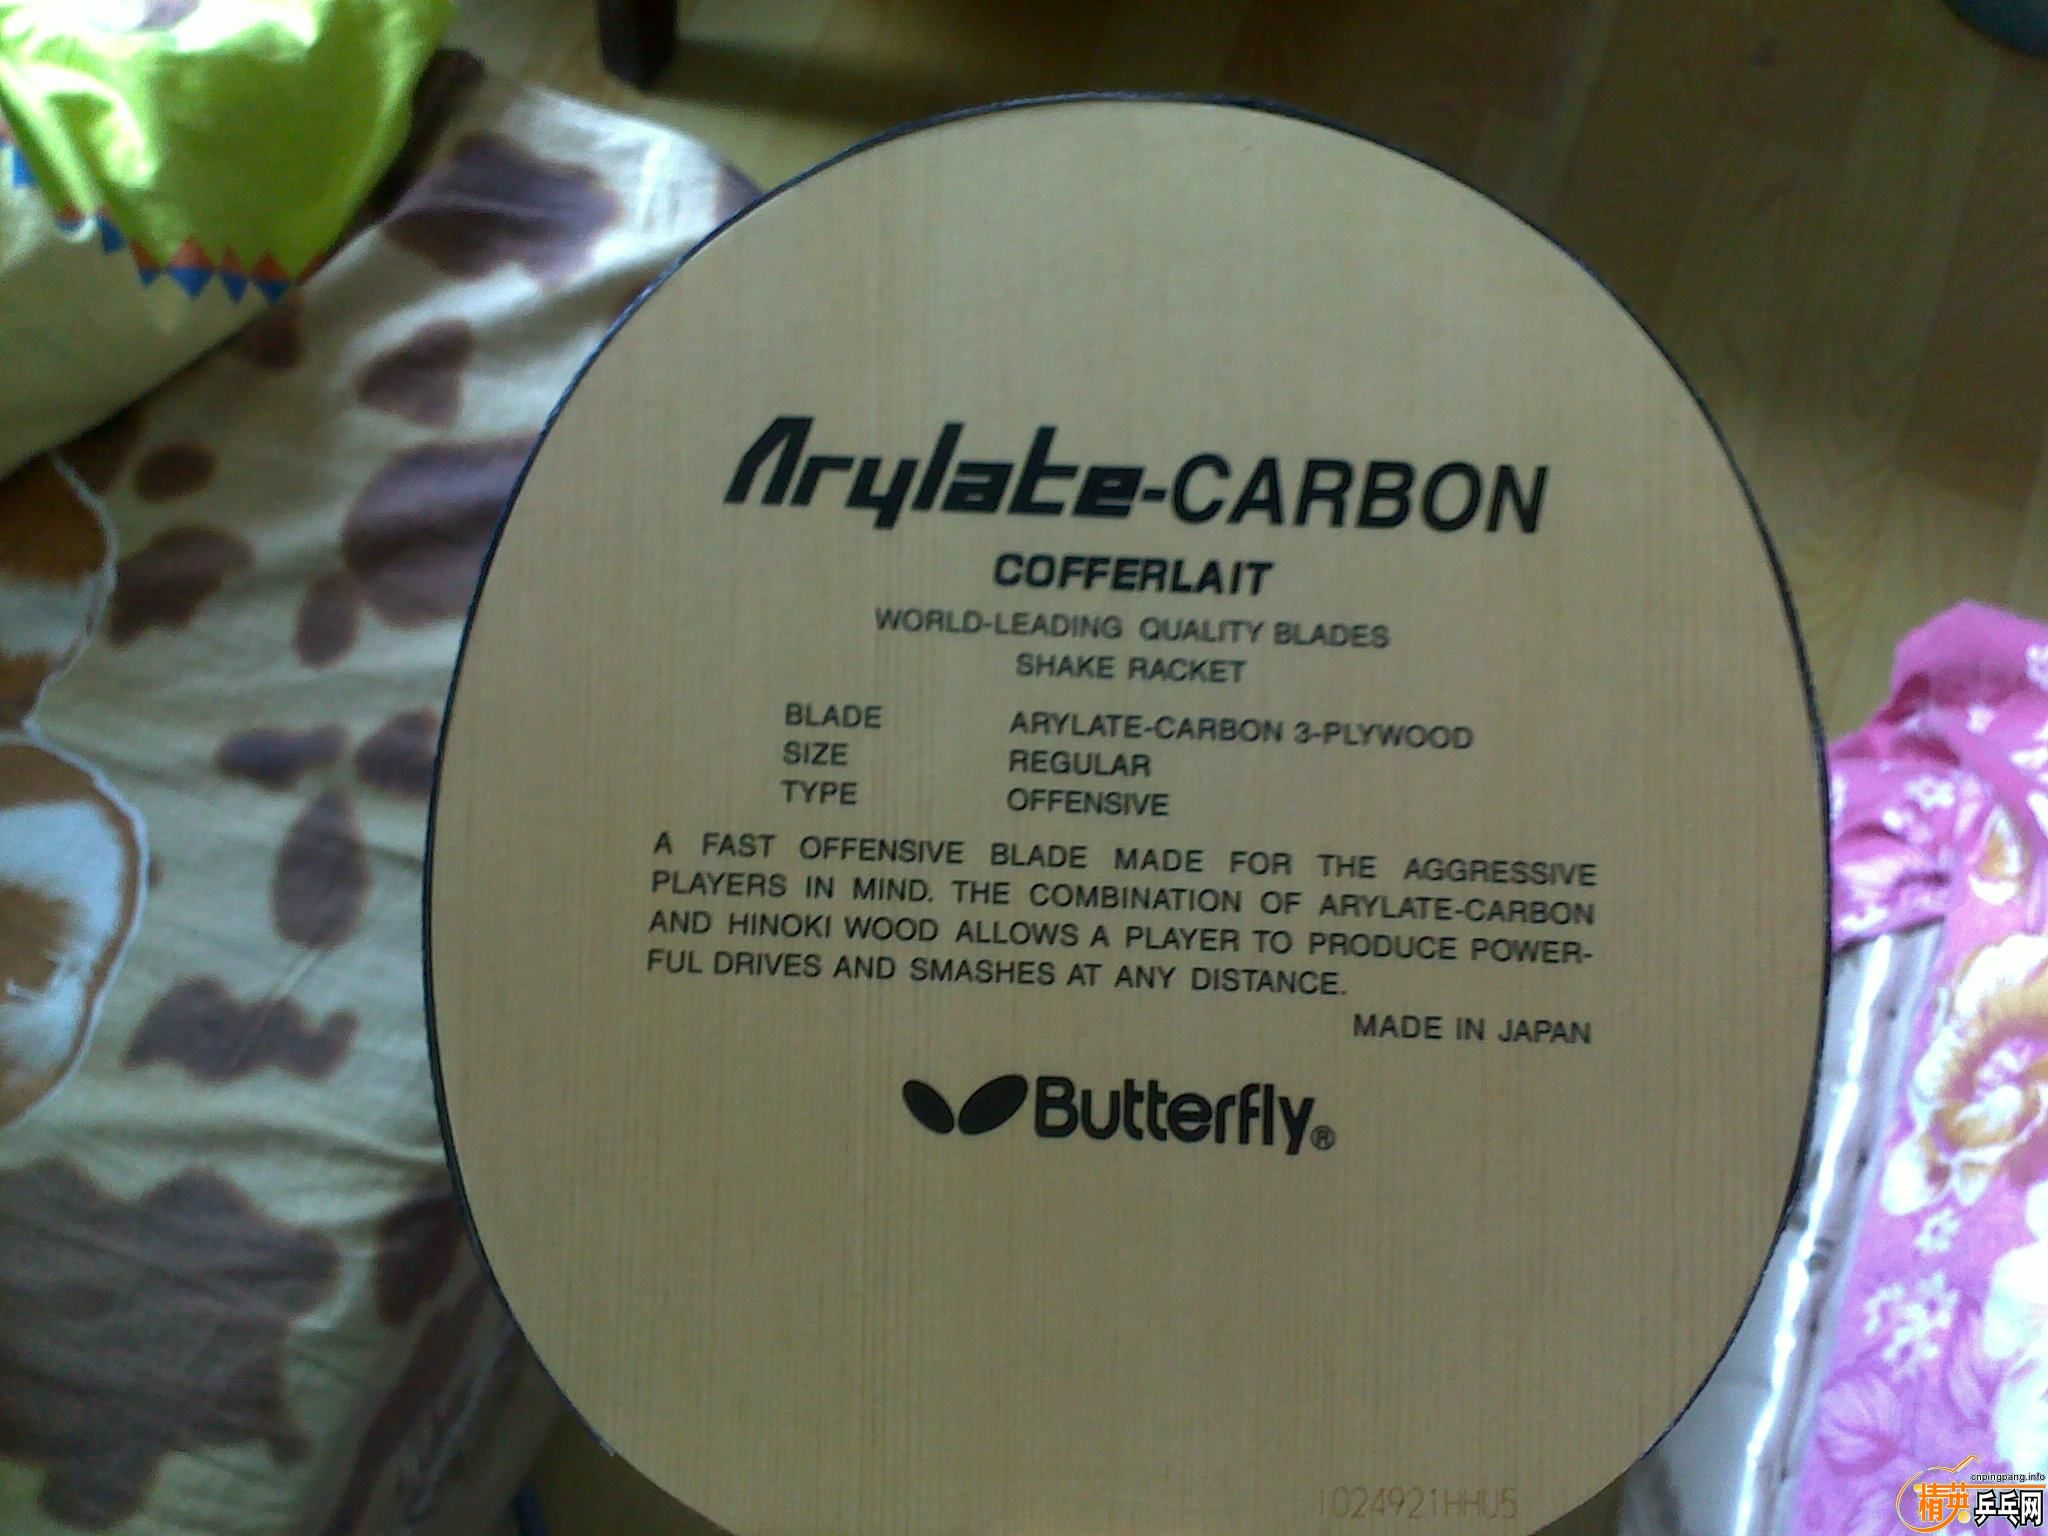 Arylate-CARBON
COFFERLAIT
WORLD-LEADING QUALITY BLADES
SHAKE RACKET
BLADE ARYLATE-CARBON 3-PLYWOOD
SIZE REGULAR
TYPE OFFENSIVE
A FAST OFFENSIVE BLADE MADE FOR THE AGGRESSIVE
PLAYERS IN MIND. THE COMBINATION OF ARYLATE-CARBON
AND HINOKI WOOD ALLOWS A PLAYER TO PRODUCE POWER-
FUL DRIVES AND SMASHES AT ANY DISTANCE.
MADE IN JAPAN
Butterfly®
cnpingpang.info
精英乒乓网